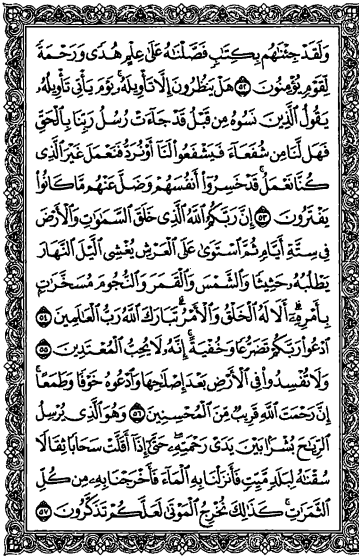 وَلَقَدْ جِئْنَٰهُم بِكِتَٰبٍ فَصَّلْنَٰهُ عَلَىٰ عِلْمٍ هُدًى وَرَحْمَةً
لِّقَوْمٍ يُؤْمِنُونَ ﴿٥٢﴾ هَلْ يَنظُرُونَ إِلَّا تَأْوِيلَهُۥ ۚ يَوْمَ يَأْتِى تَأْوِيلُهُۥ
يَقُولُ ٱلَّذِينَ نَسُوهُ مِن قَبْلُ قَدْ جَآءَتْ رُسُلُ رَبِّنَا بِٱلْحَقِّ
فَهَل لَّنَا مِن شُفَعَآءَ فَيَشْفَعُوا۟ لَنَآ أَوْ نُرَدُّ فَنَعْمَلَ غَيْرَ ٱلَّذِى
كُنَّا نَعْمَلُ ۚ قَدْ خَسِرُوٓا۟ أَنفُسَهُمْ وَضَلَّ عَنْهُم مَّا كَانُوا۟
يَفْتَرُونَ ﴿٥٣﴾ إِنَّ رَبَّكُمُ ٱللَّهُ ٱلَّذِى خَلَقَ ٱلسَّمَٰوَٰتِ وَٱلْأَرْضَ
فِى سِتَّةِ أَيَّامٍ ثُمَّ ٱسْتَوَىٰ عَلَى ٱلْعَرْشِ يُغْشِى ٱلَّيْلَ ٱلنَّهَارَ
يَطْلُبُهُۥ حَثِيثًا وَٱلشَّمْسَ وَٱلْقَمَرَ وَٱلنُّجُومَ مُسَخَّرَٰتٍۭ
بِأَمْرِهِۦٓ ۗ أَلَا لَهُ ٱلْخَلْقُ وَٱلْأَمْرُ ۗ تَبَارَكَ ٱللَّهُ رَبُّ ٱلْعَٰلَمِينَ ﴿٥٤﴾
ٱدْعُوا۟ رَبَّكُمْ تَضَرُّعًا وَخُفْيَةً ۚ إِنَّهُۥ لَا يُحِبُّ ٱلْمُعْتَدِينَ ﴿٥٥﴾
وَلَا تُفْسِدُوا۟ فِى ٱلْأَرْضِ بَعْدَ إِصْلَٰحِهَا وَٱدْعُوهُ خَوْفًا وَطَمَعًا ۚ
إِنَّ رَحْمَتَ ٱللَّهِ قَرِيبٌ مِّنَ ٱلْمُحْسِنِينَ ﴿٥٦﴾ وَهُوَ ٱلَّذِى يُرْسِلُ
ٱلرِّيَٰحَ بُشْرًۢا بَيْنَ يَدَىْ رَحْمَتِهِۦ ۖ حَتَّىٰٓ إِذَآ أَقَلَّتْ سَحَابًا ثِقَالًا
سُقْنَٰهُ لِبَلَدٍ مَّيِّتٍ فَأَنزَلْنَا بِهِ ٱلْمَآءَ فَأَخْرَجْنَا بِهِۦ مِن كُلِّ
ٱلثَّمَرَٰتِ ۚ كَذَٰلِكَ نُخْرِجُ ٱلْمَوْتَىٰ لَعَلَّكُمْ تَذَكَّرُونَ ﴿٥٧﴾